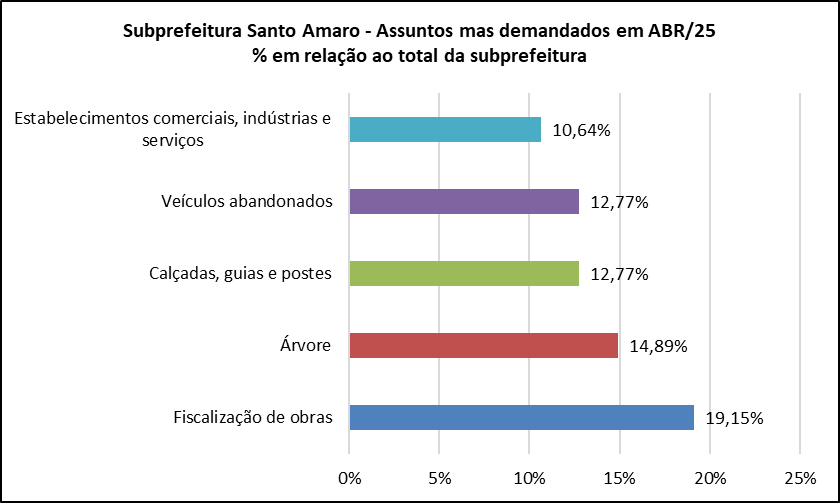 Subprefeitura Santo Amaro - Assuntos mas demandados em ABR/25
% em relação ao total da subprefeitura
Estabelecimentos comerciais, indústrias e
serviços
10,64%
Veículos abandonados
12,77%
Calçadas, guias e postes
12,77%
Árvore
14,89%
Fiscalização de obras
19,15%
0% 5% 10% 15% 20% 25%